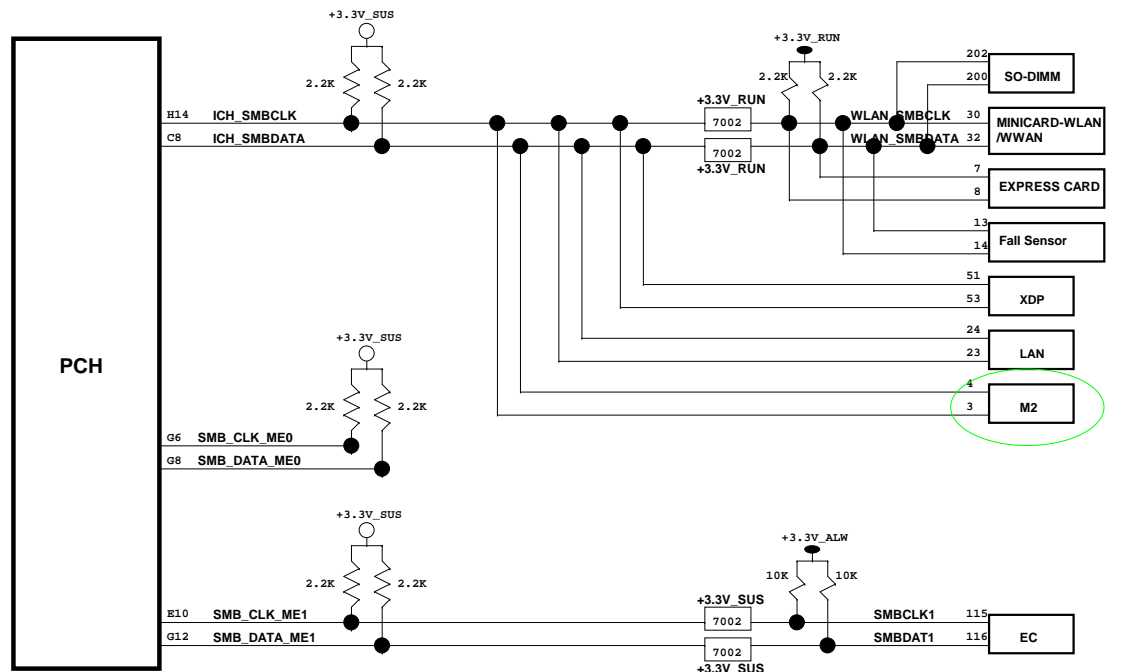 +3.3V_SUS
2.2K
2.2K
+3.3V_RUN
2.2K
2.2K
H14
ICH_SMBCLK
C8
ICH_SMBDATA
+3.3V_RUN
7002
7002
+3.3V_RUN
WLAN_SMBCLK
WLAN_SMBDATA
202
200
SO-DIMM
30
32
MINICARD-WLAN
/WWAN
7
8
EXPRESS CARD
13
14
Fall Sensor
51
53
XDP
24
23
LAN
4
3
M2
PCH
+3.3V_SUS
2.2K
2.2K
G6
SMB_CLK_ME0
G8
SMB_DATA_ME0
+3.3V_SUS
2.2K
2.2K
E10
SMB_CLK_ME1
G12
SMB_DATA_ME1
+3.3V_SUS
7002
7002
+3.3V_SUS
+3.3V_ALW
10K
10K
SMBCLK1
SMBDAT1
115
116
EC